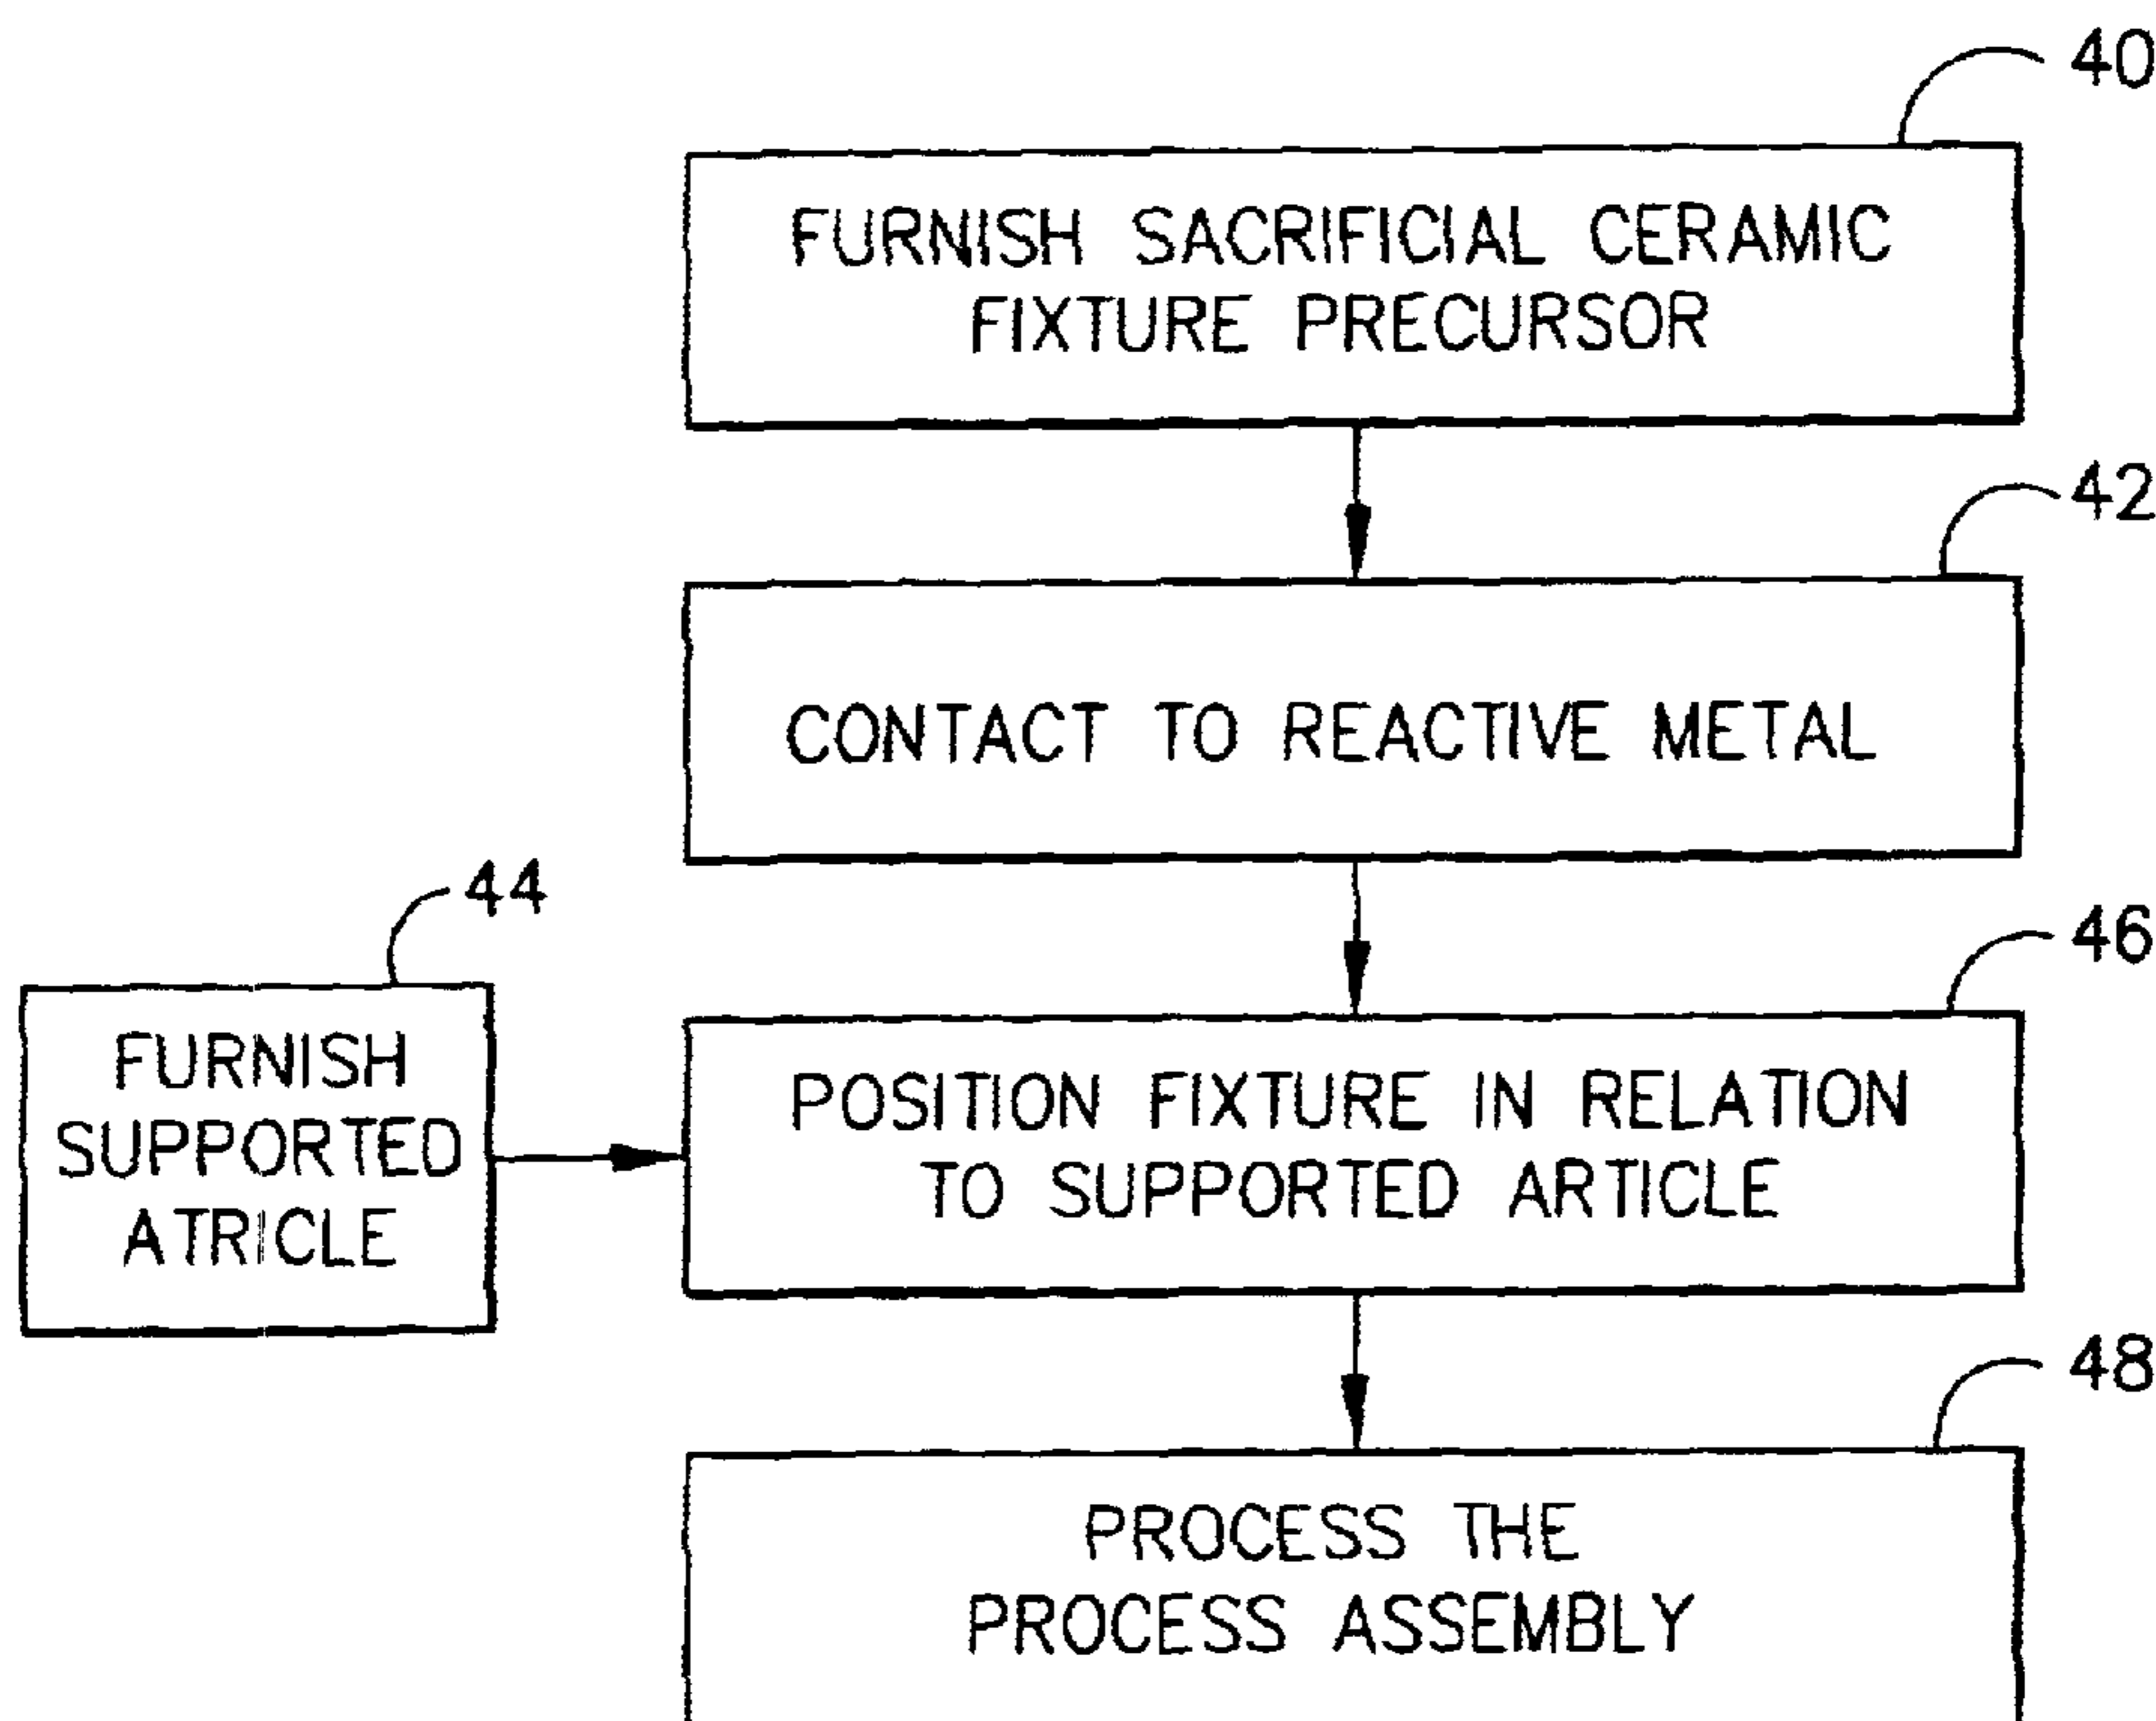 40
FURNISH SACRIFICIAL CERAMIC
FIXTURE PRECURSOR
42
CONTACT TO REACTIVE METAL
44
FURNISH
SUPPORTED
ATRICLE
46
POSITION FIXTURE IN RELATION
TO SUPPORTED ARTICLE
48
PROCESS THE
PROCESS ASSEMBLY